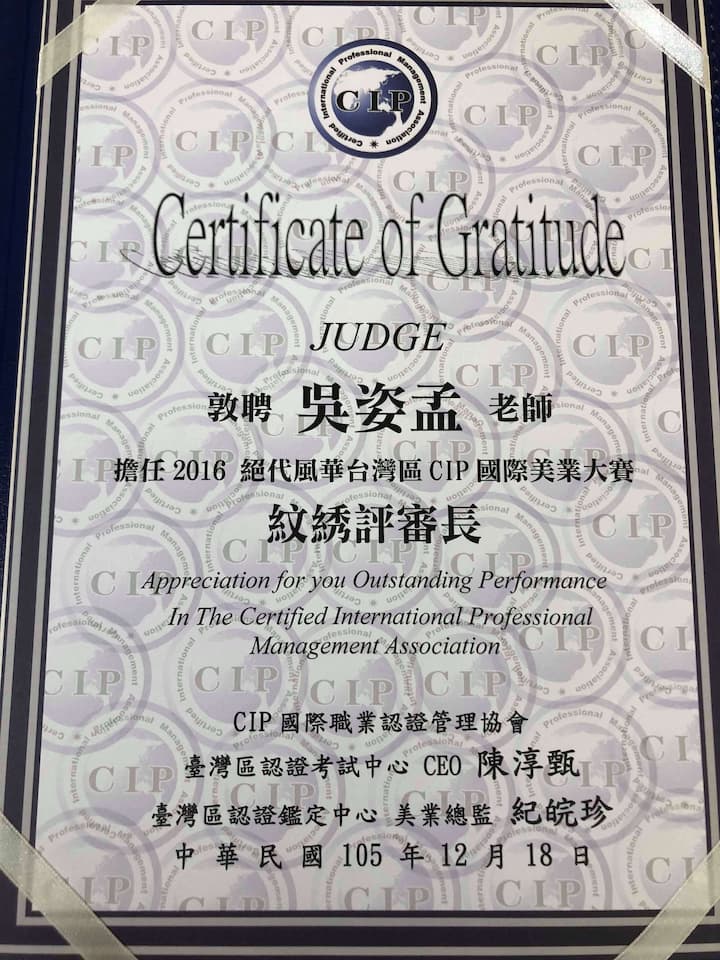 Certified International Professional Management Association
CIP
Certificate of Gratitude
JUDGE
敦聘 吳姿孟 老師
擔任 2016 絕代風華台灣區 CIP 國際美業大賽
紋綉評審長
Appreciation for you Outstanding Performance
In The Certified International Professional
Management Association
CIP 國際職業認證管理協會
臺灣區認證考試中心 CEO 陳淳甄
臺灣區認證鑑定中心 美業總監 紀皖珍
中華民國 105 年 12 月 18 日